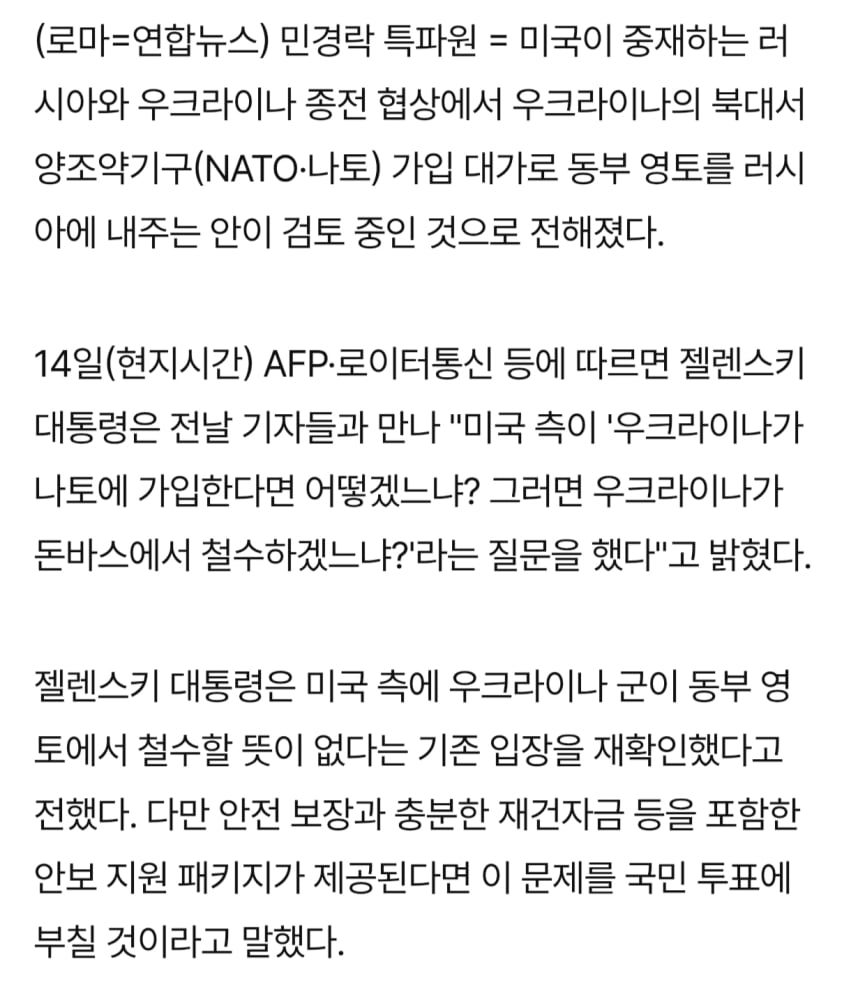 (로마=연합뉴스) 민경락 특파원 = 미국이 중재하는 러
시아와 우크라이나 종전 협상에서 우크라이나의 북대서
양조약기구(NATO·나토) 가입 대가로 동부 영토를 러시
아에 내주는 안이 검토 중인 것으로 전해졌다.
14일(현지시간) AFP·로이터통신 등에 따르면 젤렌스키
대통령은 전날 기자들과 만나 "미국 측이 '우크라이나가
나토에 가입한다면 어떻겠느냐? 그러면 우크라이나가
돈바스에서 철수하겠느냐?'라는 질문을 했다"고 밝혔다.
젤렌스키 대통령은 미국 측에 우크라이나 군이 동부 영
토에서 철수할 뜻이 없다는 기존 입장을 재확인했다고
전했다. 다만 안전 보장과 충분한 재건자금 등을 포함한
안보 지원 패키지가 제공된다면 이 문제를 국민 투표에
부칠 것이라고 말했다.